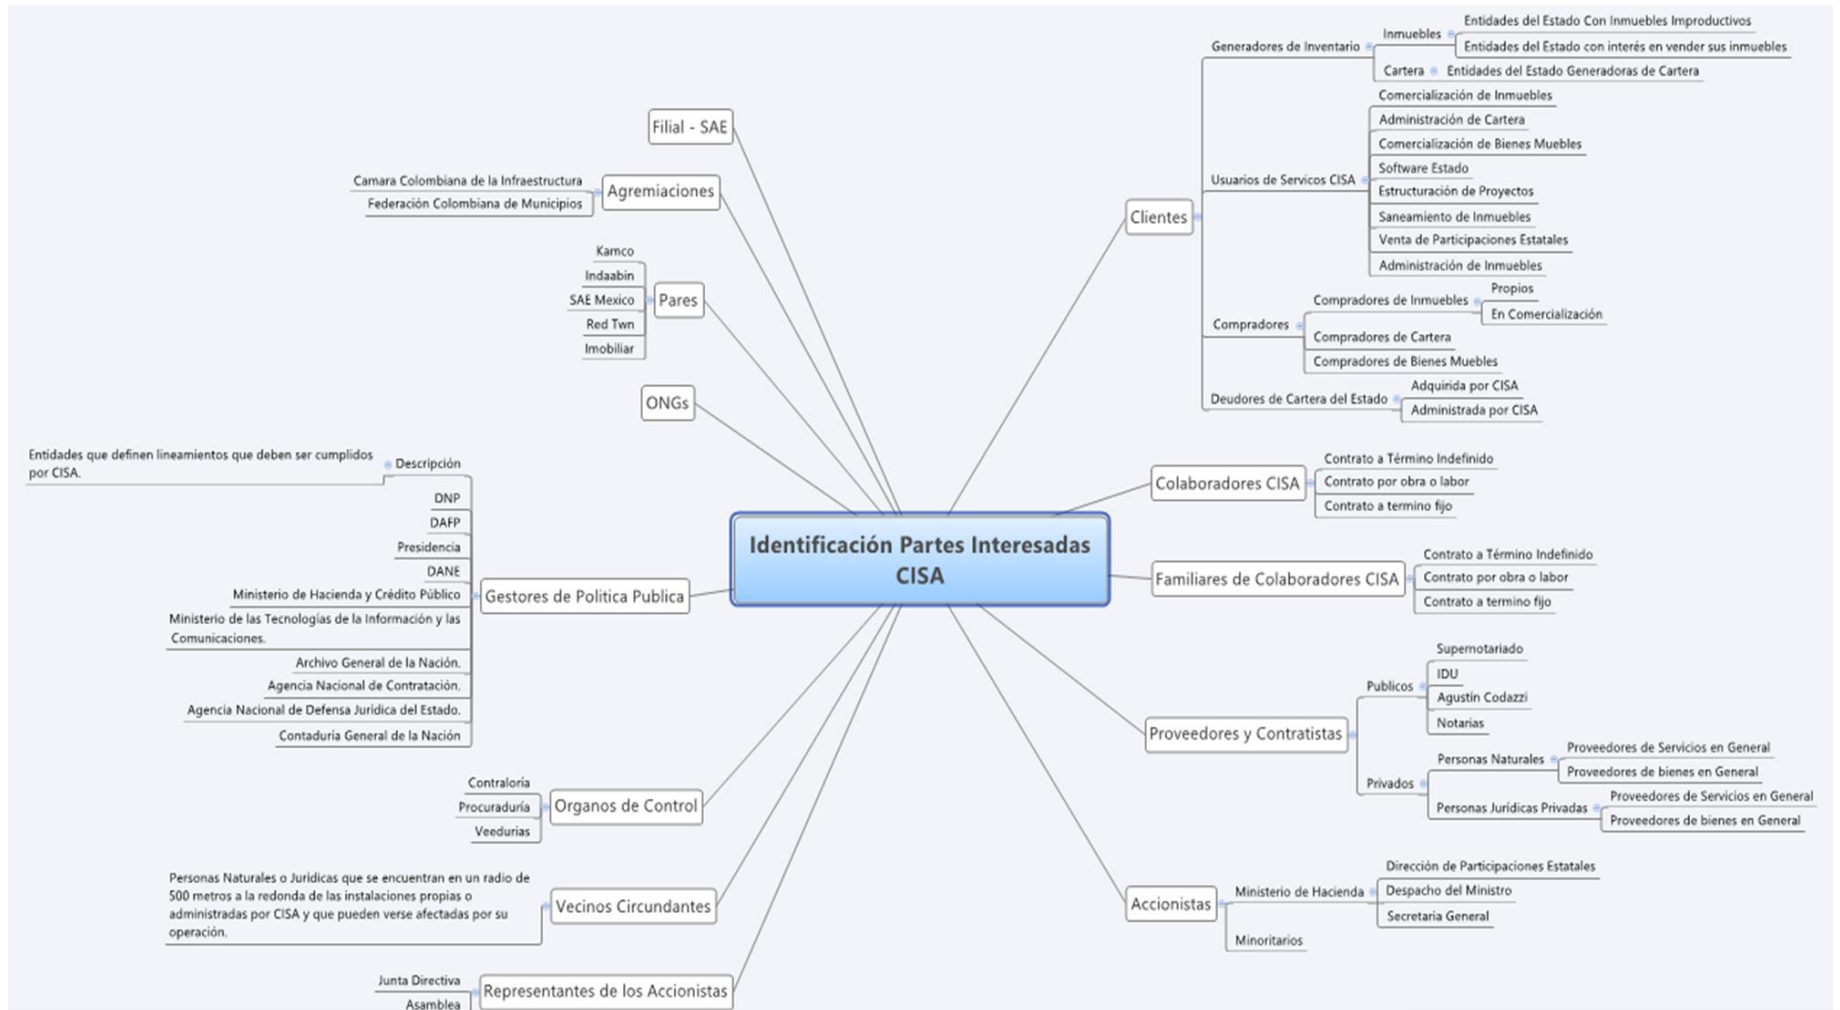 Identificación Partes Interesadas
CISA
Clientes
Generadores de Inventario
Inmuebles
Entidades del Estado Con Inmuebles Improductivos
Entidades del Estado con interés en vender sus inmuebles
Cartera
Entidades del Estado Generadoras de Cartera
Usuarios de Servicos CISA
Comercialización de Inmuebles
Administración de Cartera
Comercialización de Bienes Muebles
Software Estado
Estructuración de Proyectos
Saneamiento de Inmuebles
Venta de Participaciones Estatales
Administración de Inmuebles
Compradores
Compradores de Inmuebles
Propios
En Comercialización
Compradores de Cartera
Compradores de Bienes Muebles
Deudores de Cartera del Estado
Adquirida por CISA
Administrada por CISA
Colaboradores CISA
Contrato a Término Indefinido
Contrato por obra o labor
Contrato a termino fijo
Familiares de Colaboradores CISA
Contrato a Término Indefinido
Contrato por obra o labor
Contrato a termino fijo
Proveedores y Contratistas
Publicos
Supernotariado
IDU
Agustín Codazzi
Notarias
Privados
Personas Naturales
Proveedores de Servicios en General
Proveedores de bienes en General
Personas Jurídicas Privadas
Proveedores de Servicios en General
Proveedores de bienes en General
Accionistas
Ministerio de Hacienda
Dirección de Participaciones Estatales
Despacho del Ministro
Secretaria General
Minoritarios
Filial - SAE
Agremiaciones
Camara Colombiana de la Infraestructura
Federación Colombiana de Municipios
Pares
Kamco
Indaabin
SAE Mexico
Red Twn
Imobiliar
ONGs
Gestores de Politica Publica
Descripción
Entidades que definen lineamientos que deben ser cumplidos
por CISA.
DNP
DAFP
Presidencia
DANE
Ministerio de Hacienda y Crédito Público
Ministerio de las Tecnologías de la Información y las
Comunicaciones.
Archivo General de la Nación.
Agencia Nacional de Contratación.
Agencia Nacional de Defensa Jurídica del Estado.
Contaduría General de la Nación
Organos de Control
Contraloría
Procuraduría
Veedurias
Vecinos Circundantes
Personas Naturales o Juridicas que se encuentran en un radio de
500 metros a la redonda de las instalaciones propias o
administradas por CISA y que pueden verse afectadas por su
operación.
Representantes de los Accionistas
Junta Directiva
Asamblea